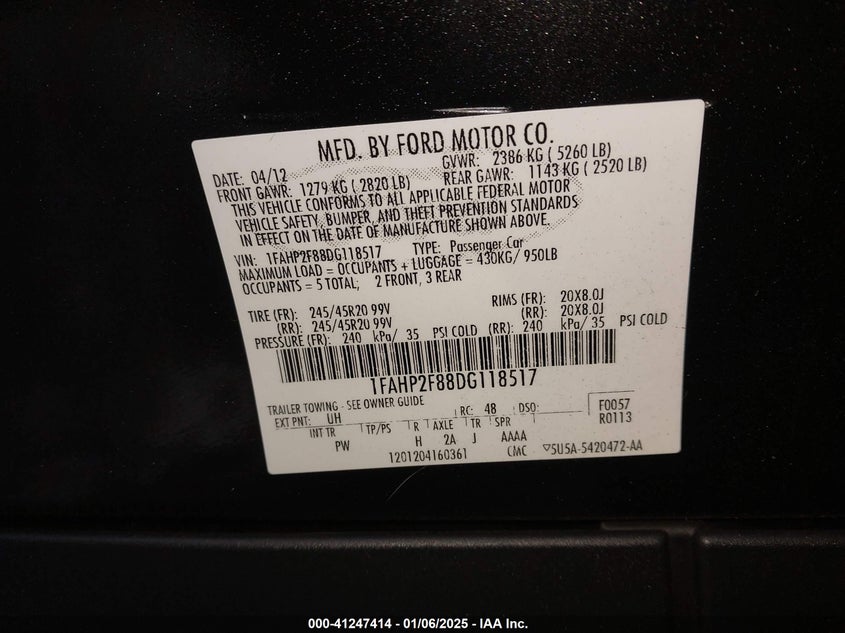 MFD. BY FORD MOTOR CO.
DATE: 04/12 GVWR: 2386 KG ( 5260 LB)
FRONT GAWR: 1279 KG ( 2820 LB) REAR GAWR: 1143 KG ( 2520 LB)
THIS VEHICLE CONFORMS TO ALL APPLICABLE FEDERAL MOTOR
VEHICLE SAFETY, BUMPER, AND THEFT PREVENTION STANDARDS
IN EFFECT ON THE DATE OF MANUFACTURE SHOWN ABOVE.
VIN: 1FAHP2F88DG118517 TYPE: Passenger Car
MAXIMUM LOAD = OCCUPANTS + LUGGAGE = 430KG/ 950LB
OCCUPANTS = 5 TOTAL; 2 FRONT, 3 REAR
TIRE (FR): 245/45R20 99V RIMS (FR): 20X8.0J
(RR): 245/45R20 99V (RR): 20X8.0J
PRESSURE (FR): 240 kPa/ 35 PSI COLD (RR): 240 kPa/ 35 PSI COLD
1FAHP2F88DG118517
TRAILER TOWING - SEE OWNER GUIDE
EXT PNT: UH RC: 48 DSO: F0057
INT TR TP/PS R AXLE TR SPR R0113
PW H 2A J AAAA
1201204160361 CMC ▽5U5A-5420472-AA
000-41247414 - 01/06/2025 - IAA Inc.